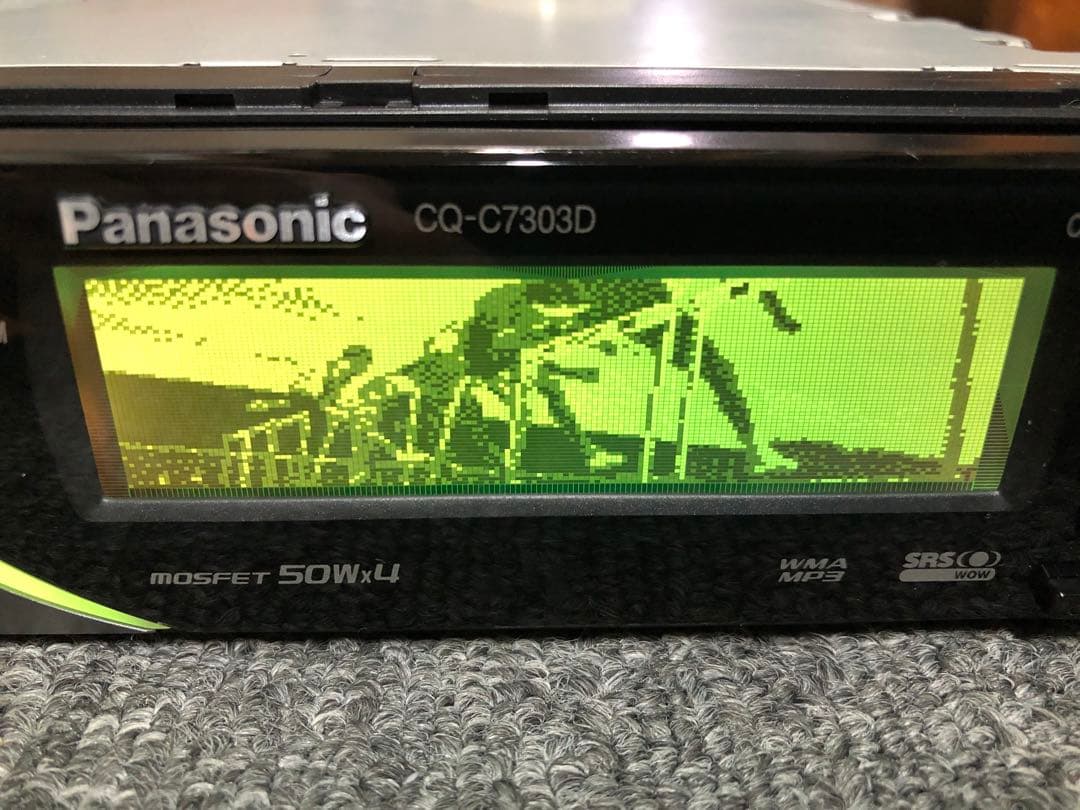 Panasonic CQ-C7303D
MOSFET 50Wx4
WMA
MP3
SRS
WOW